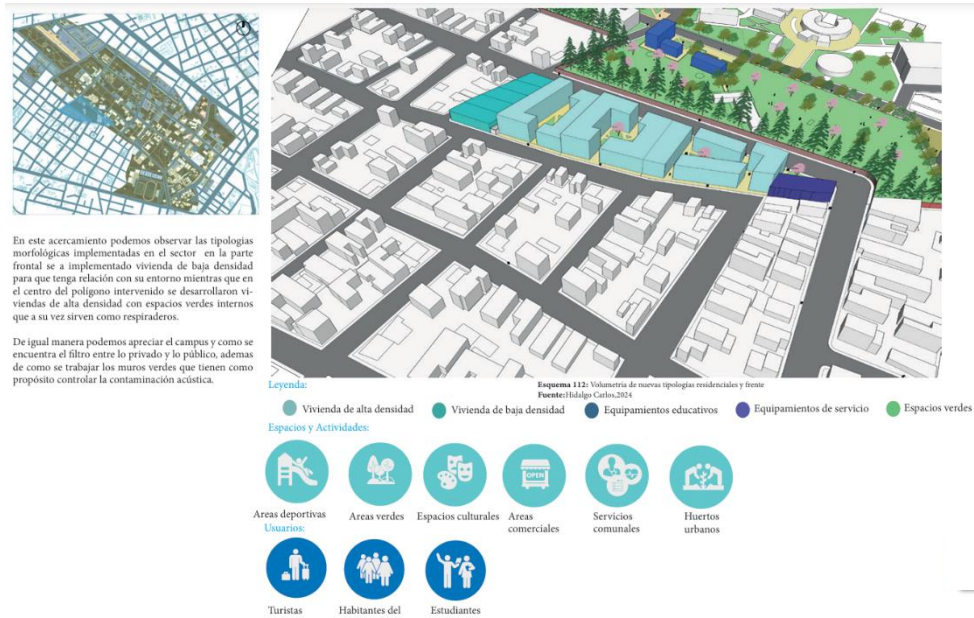 En este acercamiento podemos observar las tipologías
morfológicas implementadas en el sector en la parte
frontal se a implementado vivienda de baja densidad
para que tenga relación con su entorno mientras que en
el centro del polígono intervenido se desarrollaron vi-
viendas de alta densidad con espacios verdes internos
que a su vez sirven como respiraderos.
De igual manera podemos apreciar el campus y como se
encuentra el filtro entre lo privado y lo público, ademas
de como se trabajar los muros verdes que tienen como
propósito controlar la contaminación acústica.
Leyenda:
Esquema 112: Volumetría de nuevas tipologías residenciales y frente
Fuente:Hidalgo Carlos,2024
Vivienda de alta densidad
Vivienda de baja densidad
Equipamientos educativos
Equipamientos de servicio
Espacios verdes
Espacios y Actividades:
OPEN
Areas deportivas
Areas verdes
Espacios culturales
Areas
comerciales
Servicios
comunales
Huertos
urbanos
Usuarios:
Turistas
Habitantes del
Estudiantes